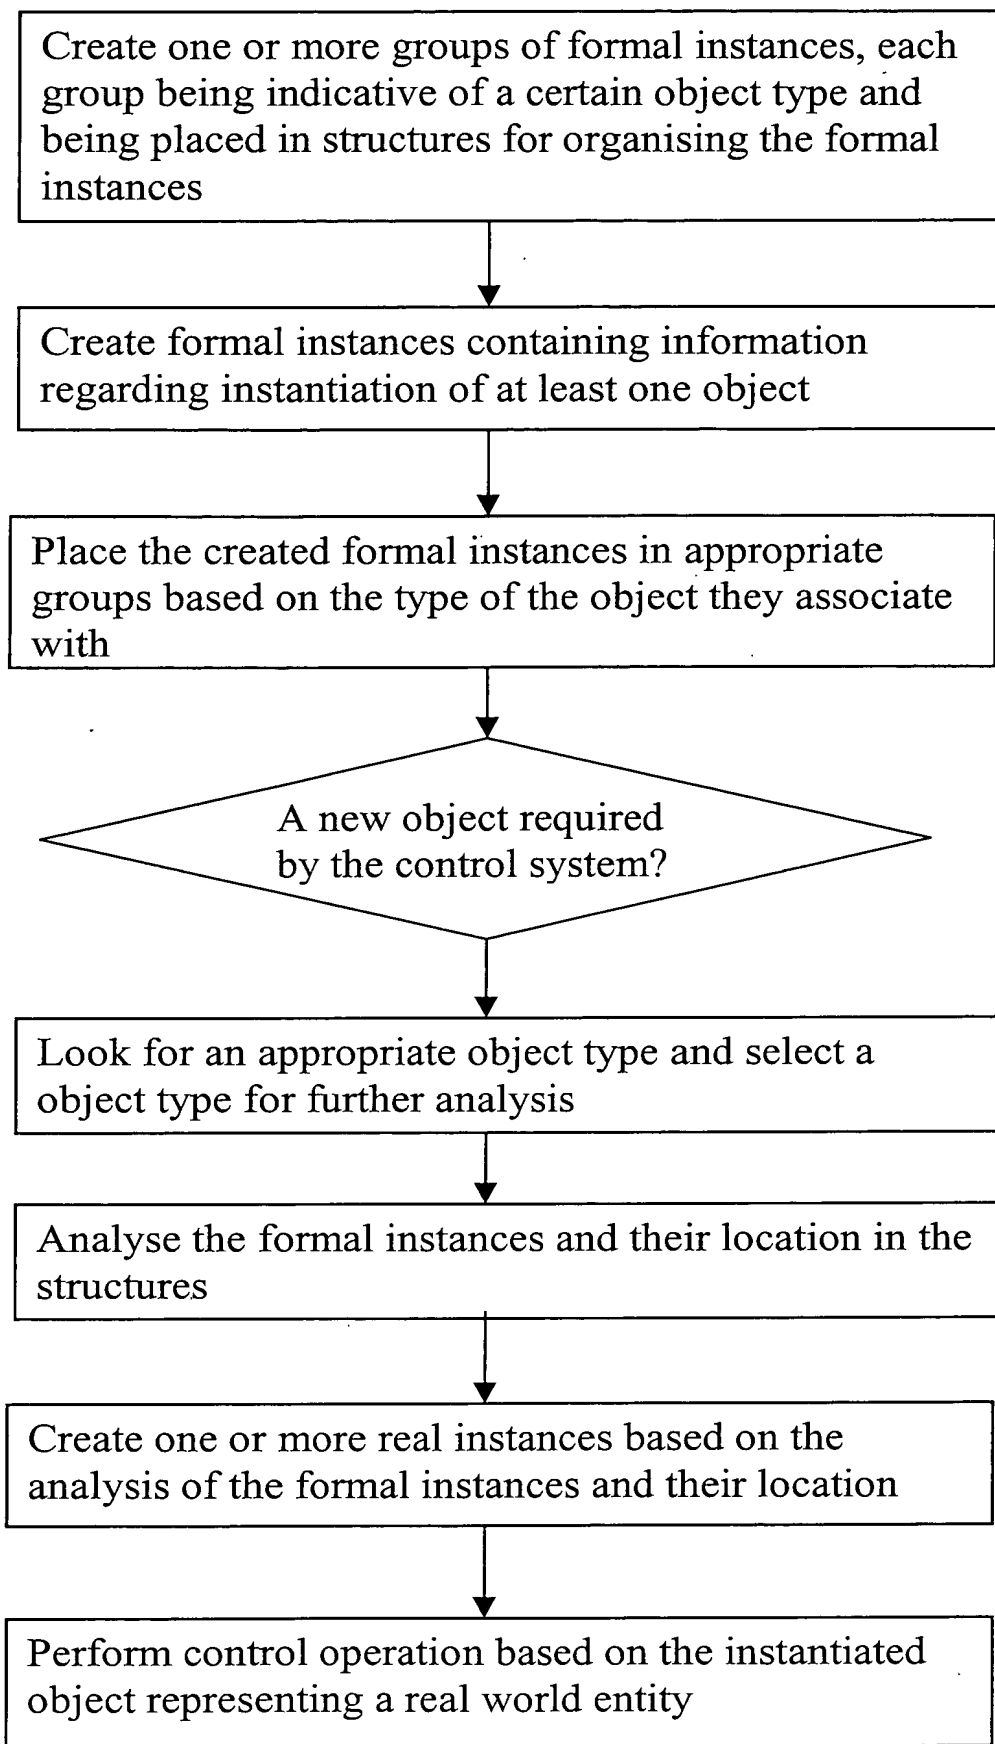 Create one or more groups of formal instances, each
group being indicative of a certain object type and
being placed in structures for organising the formal
instances
Create formal instances containing information
regarding instantiation of at least one object
Place the created formal instances in appropriate
groups based on the type of the object they associate
with
A new object required
by the control system?
Look for an appropriate object type and select a
object type for further analysis
Analyse the formal instances and their location in the
structures
Create one or more real instances based on the
analysis of the formal instances and their location
Perform control operation based on the instantiated
object representing a real world entity